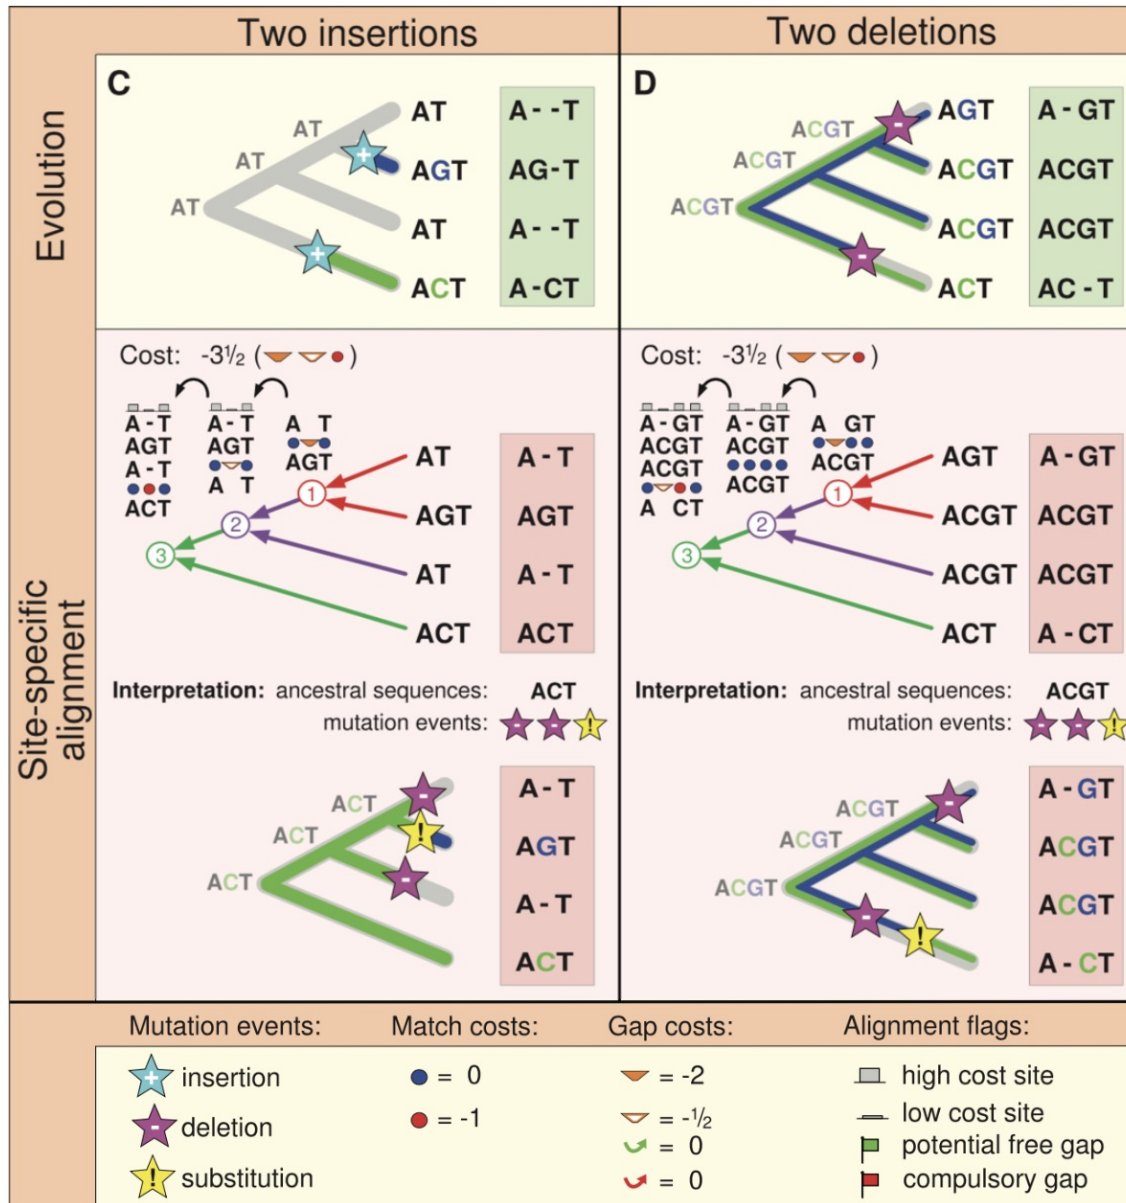 Two insertions
Two deletions
Evolution
C
AT
AT
AT
AT
AGT
AT
ACT
A - - T
AG - T
A - - T
A - CT
+
+
D
ACGT
ACGT
ACGT
AGT
ACGT
ACGT
ACT
A - GT
ACGT
ACGT
AC - T
-
-
Site-specific
alignment
Cost: -3½ ( )
A - T
AGT
A - T
ACT
A - T
AGT
A T
A T
AGT
1
2
3
AT
AGT
AT
ACT
A - T
AGT
A - T
ACT
Interpretation: ancestral sequences: ACT
mutation events: - - !
ACT
ACT
ACT
-
!
-
A - T
AGT
A - T
ACT
Cost: -3½ ( )
A - GT
ACGT
ACGT
A CT
A - GT
ACGT
ACGT
A GT
ACGT
1
2
3
AGT
ACGT
ACGT
ACT
A - GT
ACGT
ACGT
A - CT
Interpretation: ancestral sequences: ACGT
mutation events: - - !
ACGT
ACGT
ACGT
-
-
!
A - GT
ACGT
ACGT
A - CT
Mutation events:
+ insertion
- deletion
! substitution
Match costs:
= 0
= -1
Gap costs:
= -2
= -½
= 0
= 0
Alignment flags:
high cost site
low cost site
potential free gap
compulsory gap